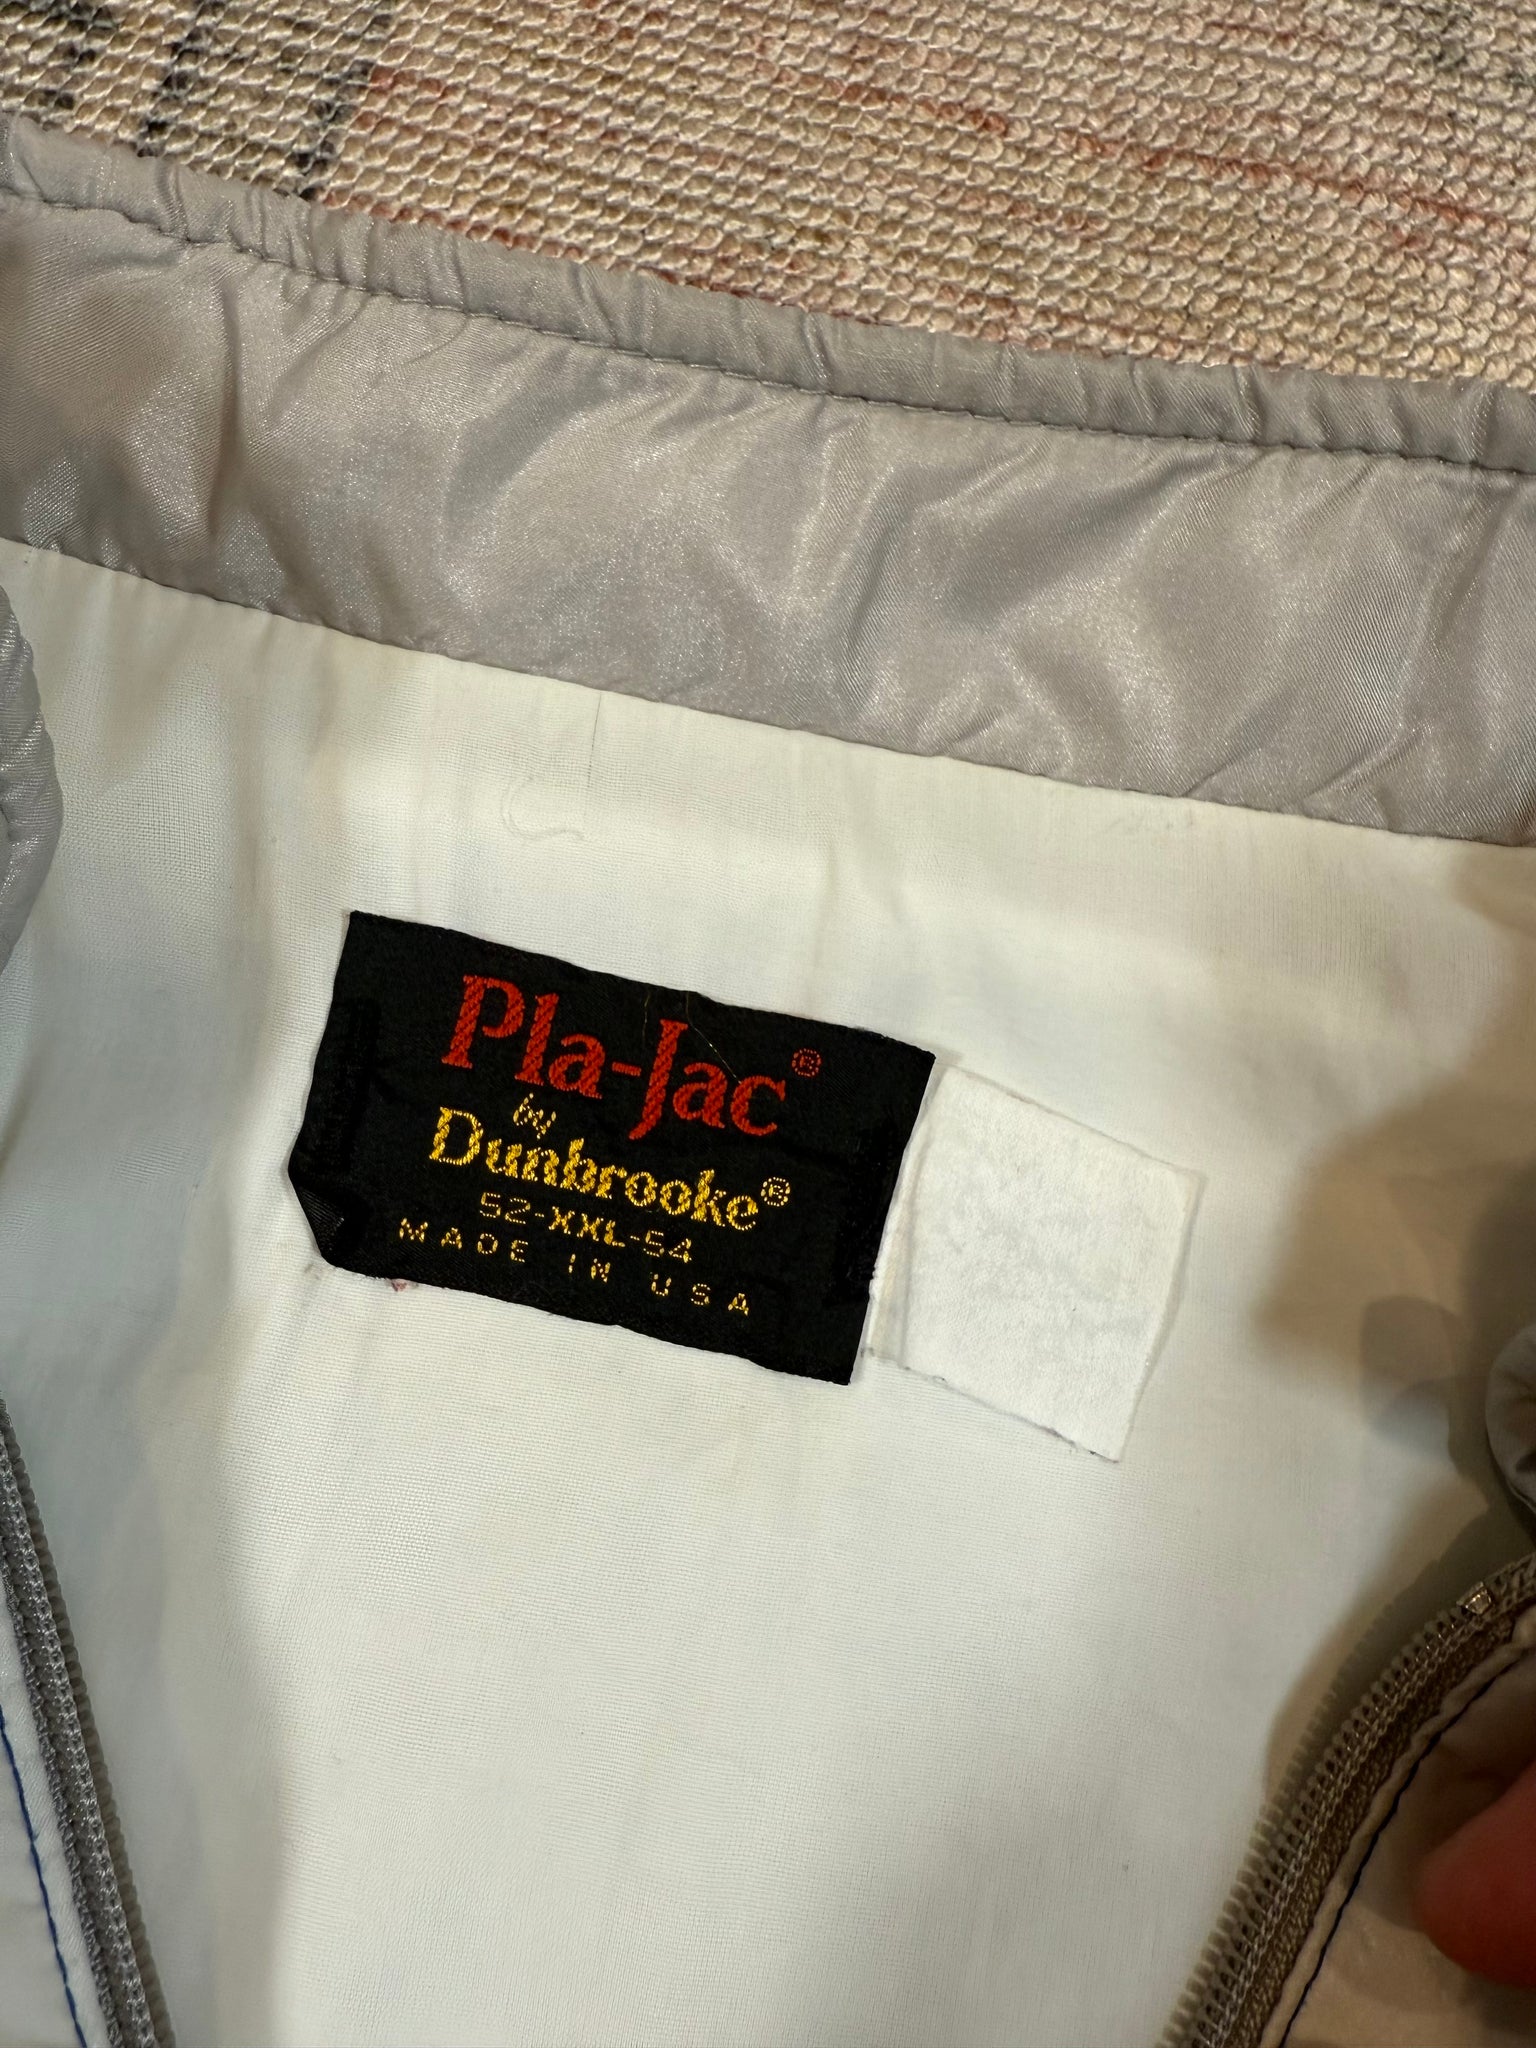 Pla-Jac®
by
Dunbrooke®
52-XXL-54
MADE IN USA